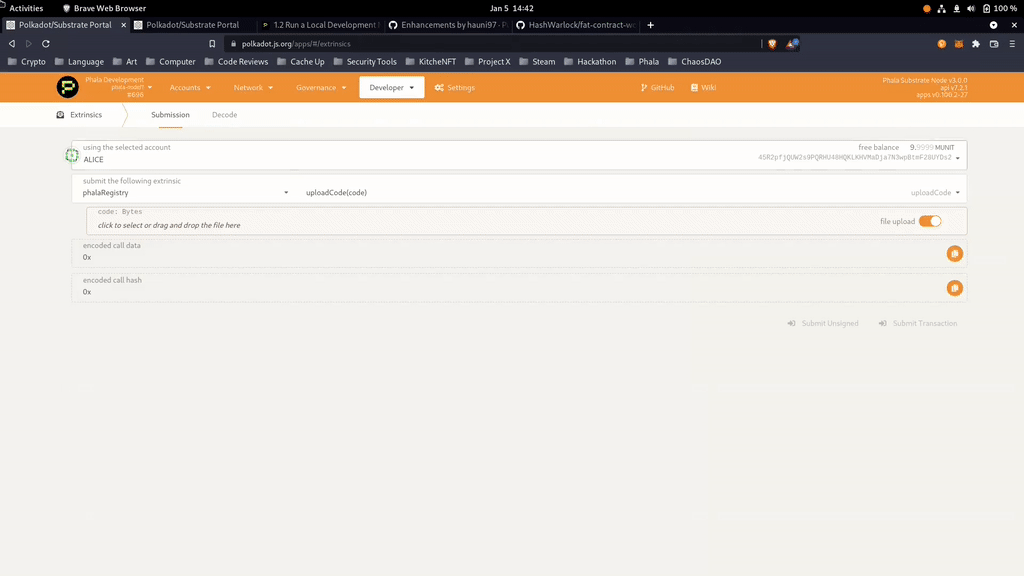 Activities
Brave Web Browser
Jan 5 14:42
100 %
Polkadot/Substrate Portal
Polkadot/Substrate Portal
1.2 Run a Local Development
Enhancements by hauni97 · P
HashWarlock/fat-contract-w
polkadot.js.org/apps/#/extrinsics
Crypto
Language
Art
Computer
Code Reviews
Cache Up
Security Tools
KitcheNFT
Project X
Steam
Hackathon
Phala
ChaosDAO
Phala Development
phala-node/1
#696
Accounts
Network
Governance
Developer
Settings
GitHub
Wiki
Phala Substrate Node v3.0.0
api v7.2.1
apps v0.100.2-27
Extrinsics
Submission
Decode
using the selected account
ALICE
free balance 9.9999 MUNIT
submit the following extrinsic
phalaRegistry
uploadCode(code)
uploadCode
code: Bytes
click to select or drag and drop the file here
file upload
encoded call data
0x
encoded call hash
0x
Submit Unsigned
Submit Transaction